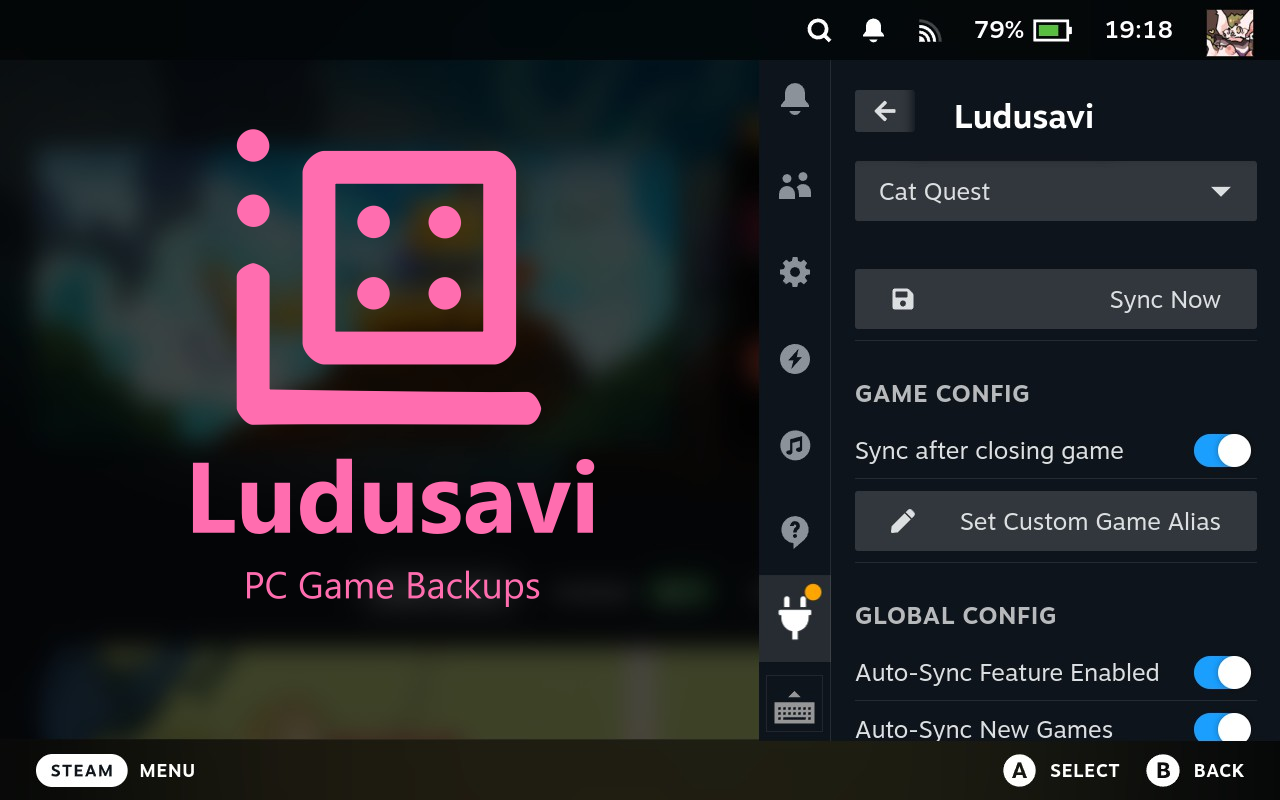 79%
19:18
Ludusavi
PC Game Backups
Ludusavi
Cat Quest
Sync Now
GAME CONFIG
Sync after closing game
Set Custom Game Alias
GLOBAL CONFIG
Auto-Sync Feature Enabled
Auto-Sync New Games
STEAM MENU
A SELECT B BACK